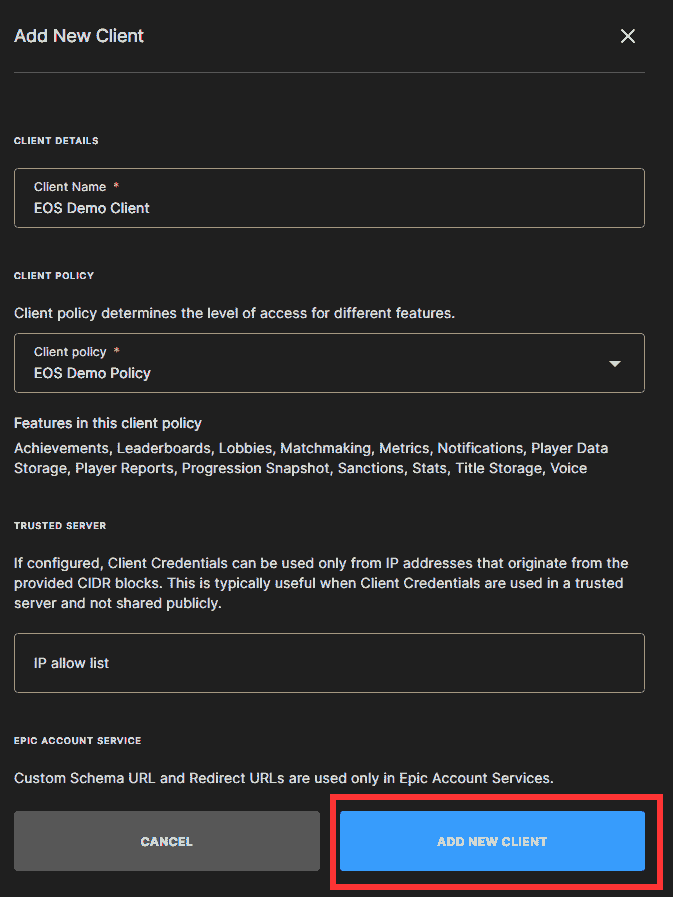 Add New Client
CLIENT DETAILS
Client Name *
EOS Demo Client
CLIENT POLICY
Client policy determines the level of access for different features.
Client policy *
EOS Demo Policy
Features in this client policy
Achievements, Leaderboards, Lobbies, Matchmaking, Metrics, Notifications, Player Data
Storage, Player Reports, Progression Snapshot, Sanctions, Stats, Title Storage, Voice
TRUSTED SERVER
If configured, Client Credentials can be used only from IP addresses that originate from the
provided CIDR blocks. This is typically useful when Client Credentials are used in a trusted
server and not shared publicly.
IP allow list
EPIC ACCOUNT SERVICE
Custom Schema URL and Redirect URLs are used only in Epic Account Services.
CANCEL
ADD NEW CLIENT